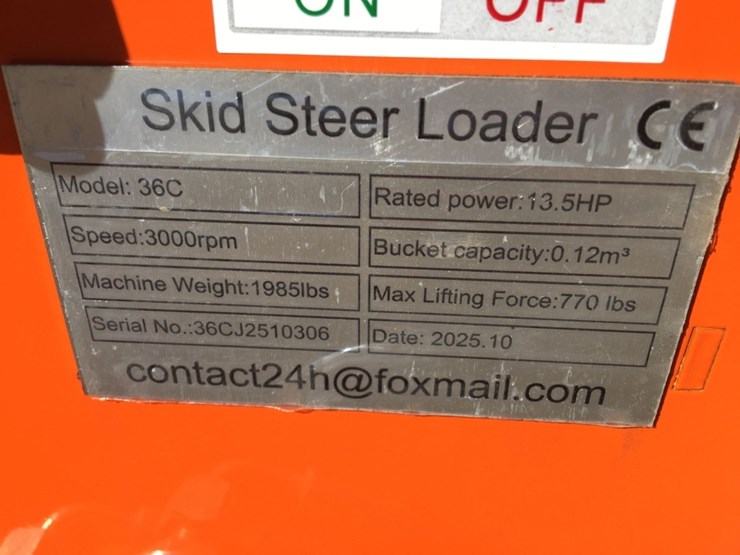 ON OFF
Skid Steer Loader CE
Model: 36C
Rated power:13.5HP
Speed:3000rpm
Bucket capacity:0.12m³
Machine Weight:1985lbs
Max Lifting Force:770 lbs
Serial No.:36CJ2510306
Date: 2025.10
contact24h@foxmail.com